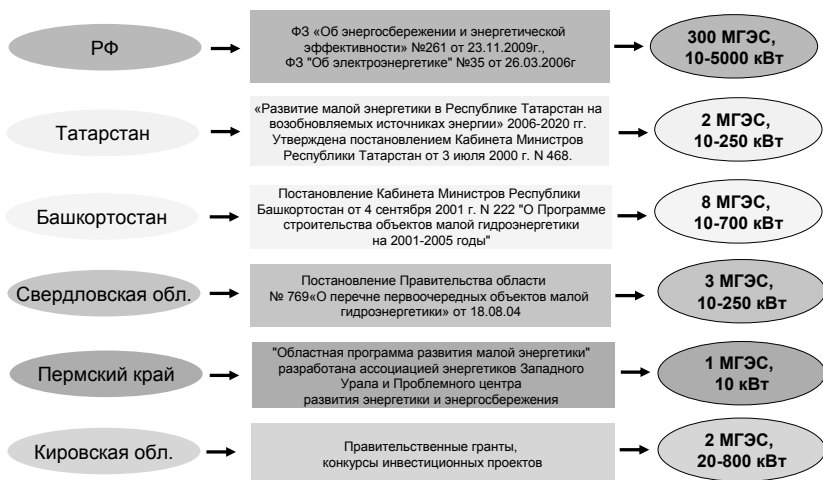 РФ
ФЗ «Об энергосбережении и энергетической
эффективности» №261 от 23.11.2009г.,
ФЗ "Об электроэнергетике" №35 от 26.03.2006г
300 МГЭС,
10-5000 кВт
Татарстан
«Развитие малой энергетики в Республике Татарстан на
возобновляемых источниках энергии» 2006-2020 гг.
Утверждена постановлением Кабинета Министров
Республики Татарстан от 3 июля 2000 г. N 468.
2 МГЭС,
10-250 кВт
Башкортостан
Постановление Кабинета Министров Республики
Башкортостан от 4 сентября 2001 г. N 222 "О Программе
строительства объектов малой гидроэнергетики
на 2001-2005 годы"
8 МГЭС,
10-700 кВт
Свердловская обл.
Постановление Правительства области
№ 769«О перечне первоочередных объектов малой
гидроэнергетики» от 18.08.04
3 МГЭС,
10-250 кВт
Пермский край
"Областная программа развития малой энергетики"
разработана ассоциацией энергетиков Западного
Урала и Проблемного центра
развития энергетики и энергосбережения
1 МГЭС,
10 кВт
Кировская обл.
Правительственные гранты,
конкурсы инвестиционных проектов
2 МГЭС,
20-800 кВт